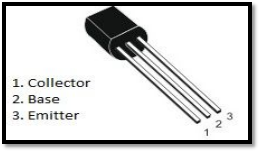 1. Collector
2. Base
3. Emitter
1
2
3